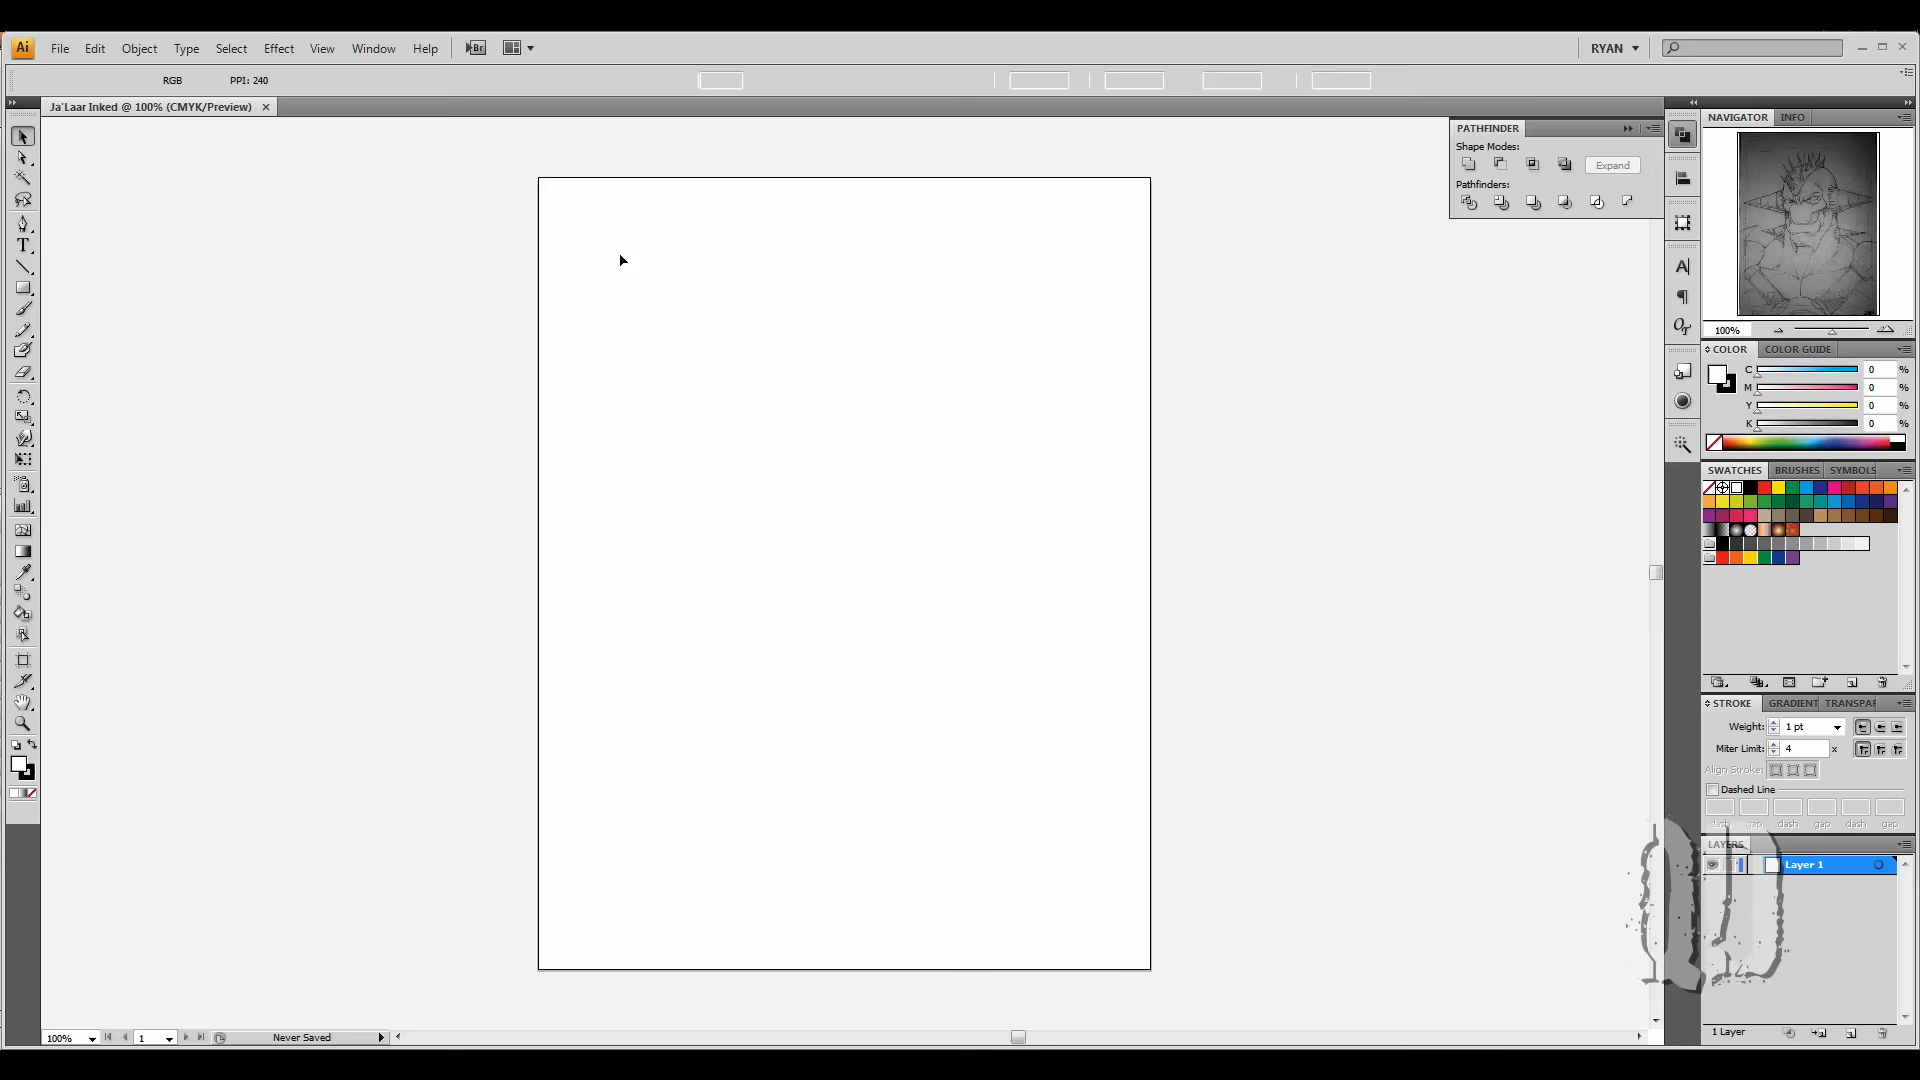 Ai File Edit Object Type Select Effect View Window Help Br RYAN
RGB PPI: 240
Ja'Laar Inked @ 100% (CMYK/Preview)
PATHFINDER
Shape Modes:
Expand
Pathfinders:
NAVIGATOR INFO
100%
COLOR COLOR GUIDE
C 0 %
M 0 %
Y 0 %
K 0 %
SWATCHES BRUSHES SYMBOLS
STROKE GRADIENT TRANSPAR
Weight: 1 pt
Miter Limit: 4 x
Align Stroke:
Dashed Line
dash gap dash gap dash gap
LAYERS
Layer 1
1 Layer
100% 1 Never Saved